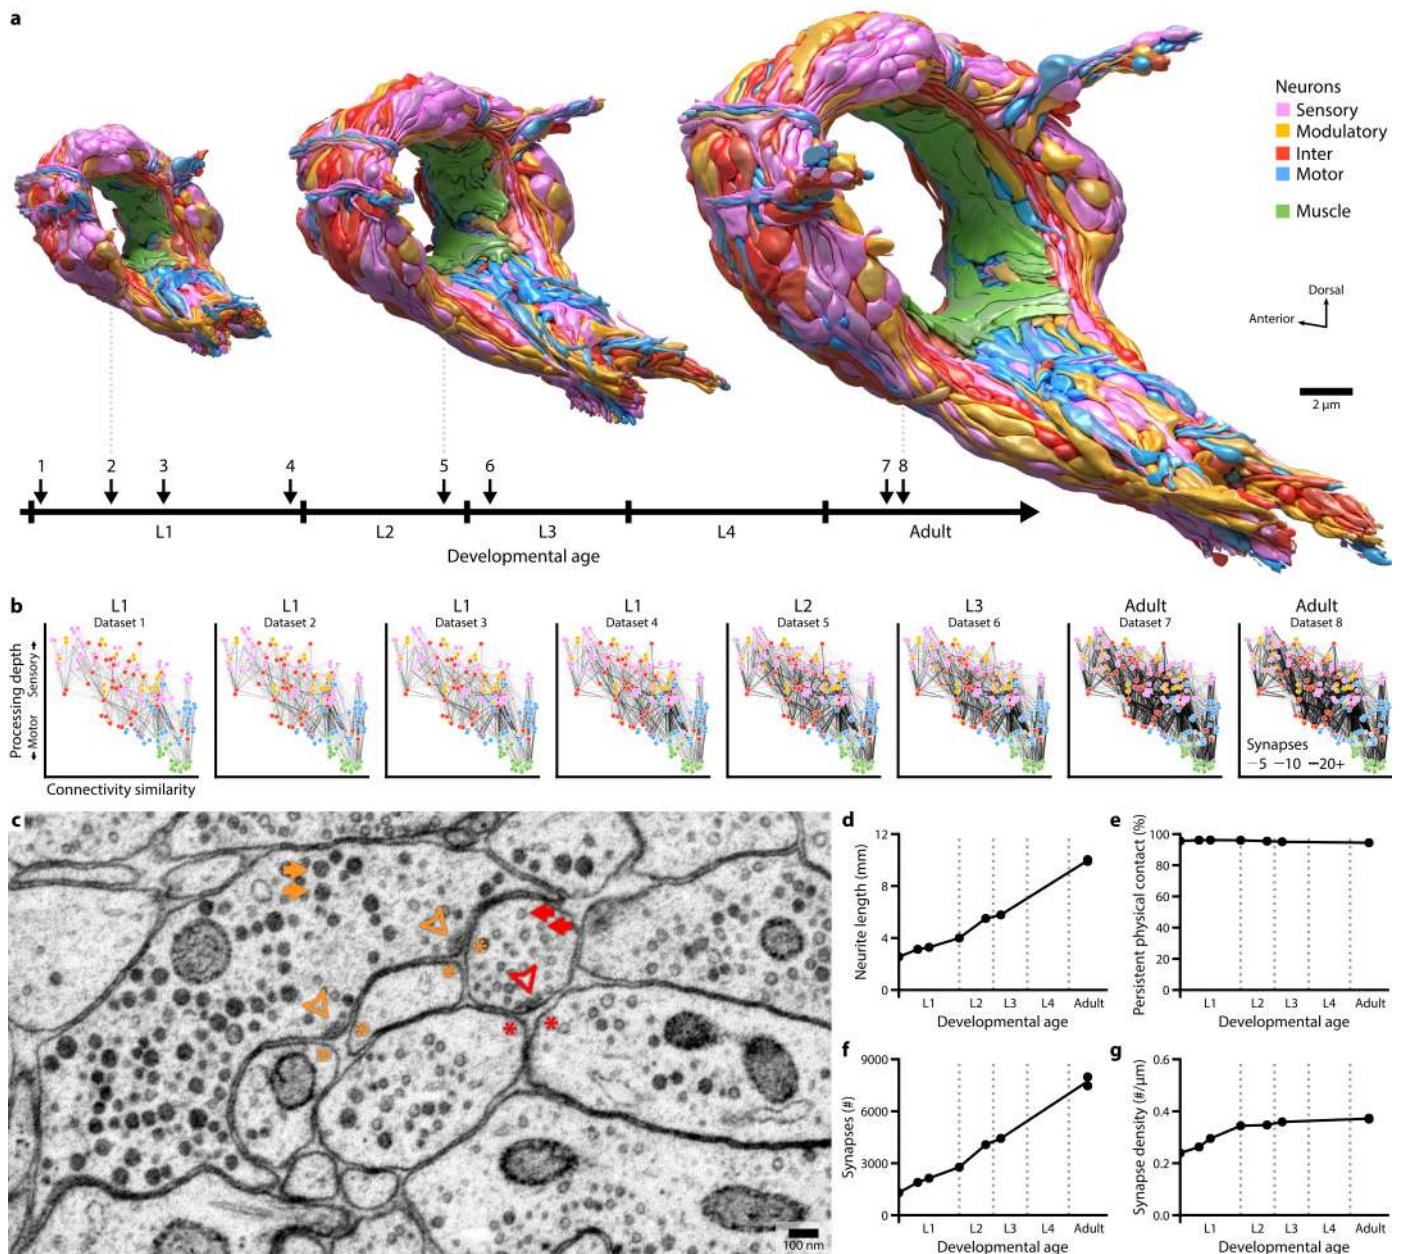 a
Neurons
Sensory
Modulatory
Inter
Motor
Muscle
Dorsal
Anterior
2 μm
1 2 3 4 5 6 7 8
L1 L2 L3 L4 Adult
Developmental age
b
L1 L1 L1 L1 L2 L3 Adult Adult
Dataset 1 Dataset 2 Dataset 3 Dataset 4 Dataset 5 Dataset 6 Dataset 7 Dataset 8
Processing depth
Sensory
Motor
Synapses
5 10 20+
Connectivity similarity
c
100 nm
d
Neurite length (mm)
12
8
4
0
L1 L2 L3 L4 Adult
Developmental age
e
Persistent physical contact (%)
100
80
60
40
20
0
L1 L2 L3 L4 Adult
Developmental age
f
Synapses (#)
9000
6000
3000
0
L1 L2 L3 L4 Adult
Developmental age
g
Synapse density (#/μm)
0.6
0.4
0.2
0.0
L1 L2 L3 L4 Adult
Developmental age